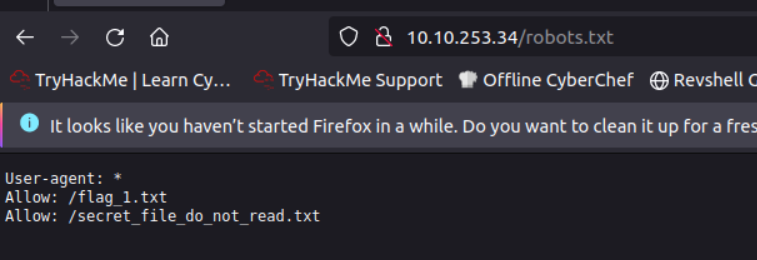 10.10.253.34/robots.txt
TryHackMe | Learn Cy... TryHackMe Support Offline CyberChef Revshell
It looks like you haven't started Firefox in a while. Do you want to clean it up for a fres
User-agent: *
Allow: /flag_1.txt
Allow: /secret_file_do_not_read.txt